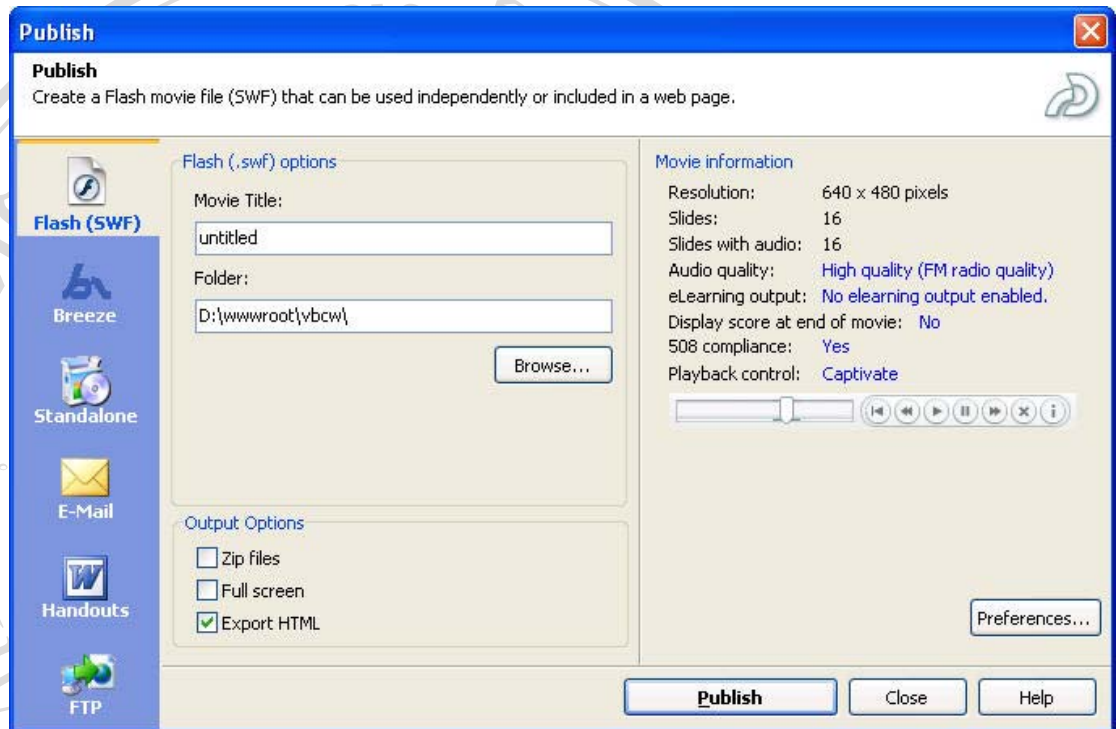 Publish
Publish
Create a Flash movie file (SWF) that can be used independently or included in a web page.
Flash (SWF)
Breeze
Standalone
E-Mail
Handouts
FTP
Flash (.swf) options
Movie Title:
untitled
Folder:
D:\wwwroot\vbcw\
Browse...
Output Options
Zip files
Full screen
Export HTML
Movie information
Resolution: 640 x 480 pixels
Slides: 16
Slides with audio: 16
Audio quality: High quality (FM radio quality)
eLearning output: No elearning output enabled.
Display score at end of movie: No
508 compliance: Yes
Playback control: Captivate
Preferences...
Publish Close Help